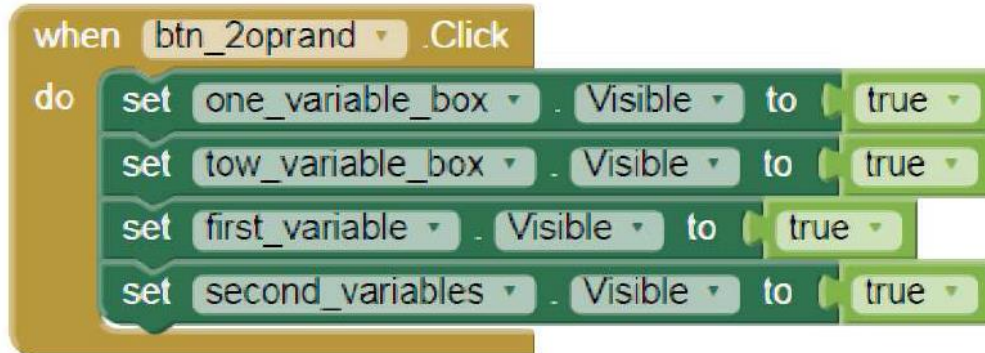 when btn_2oprand .Click
do set one_variable_box . Visible to true
set tow_variable_box . Visible to true
set first_variable . Visible to true
set second_variables . Visible to true